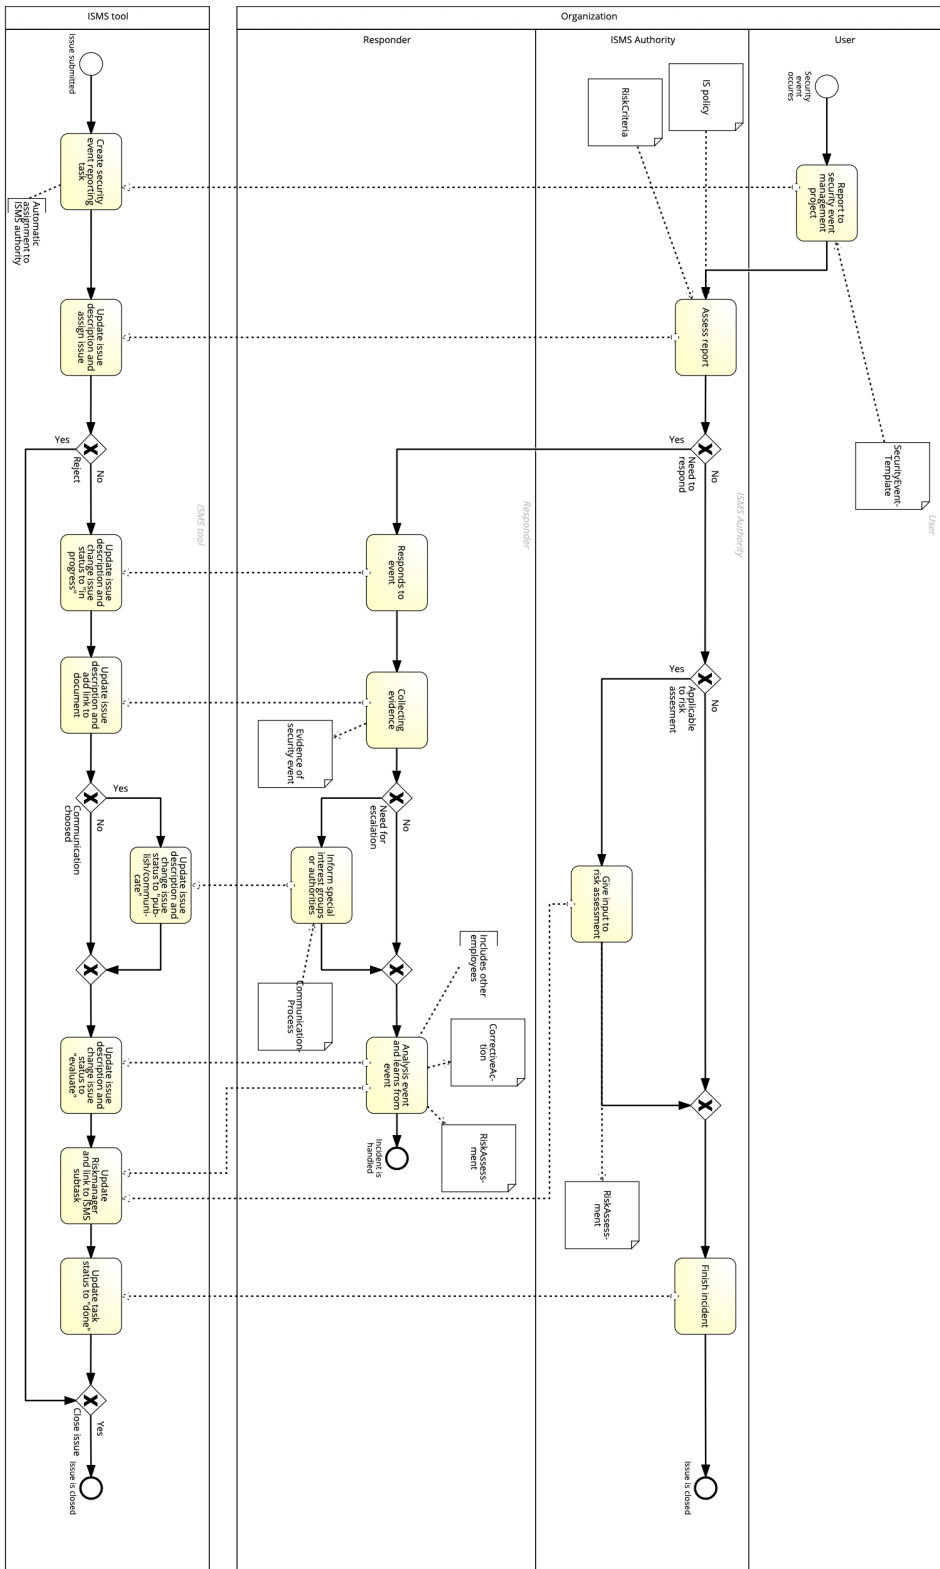 ISMS tool
Organization
Responder
ISMS Authority
User
Issue submitted
Security
event
occures
IS policy
RiskCriteria
Create security
event reporting
task
Automatic
assignment to
ISMS authority
Report to
security event
management
project
Update issue
description and
assign issue
Assess report
SecurityEvent-
Template
Yes
No
Reject
Yes
No
Need to
respond
ISMS tool
Responder
ISMS Authority
User
Update issue
description and
change issue
status to "in
progress"
Responds to
event
Update issue
description and
add link to
document
Collecting
evidence
Evidence of
security event
Yes
No
Applicable
to risk
assesment
Yes
No
Communication
choosed
No
Need for
escalation
Update issue
description and
change issue
status to "pub-
lish/communi-
cate"
Inform special
interest groups
or authorities
Give input to
risk assessment
Includes other
employees
Communication-
Process
CorrectiveAc-
tion
Update issue
description and
change issue
status to
"evaluate"
Analysis event
and learns from
event
RiskAssess-
ment
Incident is
handled
Update
Riskmanager
and link to ISMS
subtask
RiskAssess-
ment
Update task
status to "done"
Finish incident
Yes
Close issue
Issue is closed
Issue is closed